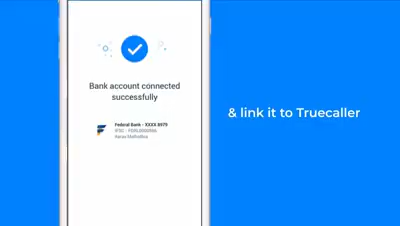 Bank account connected
successfully
Federal Bank - XXXX 8979
& link it to Truecaller